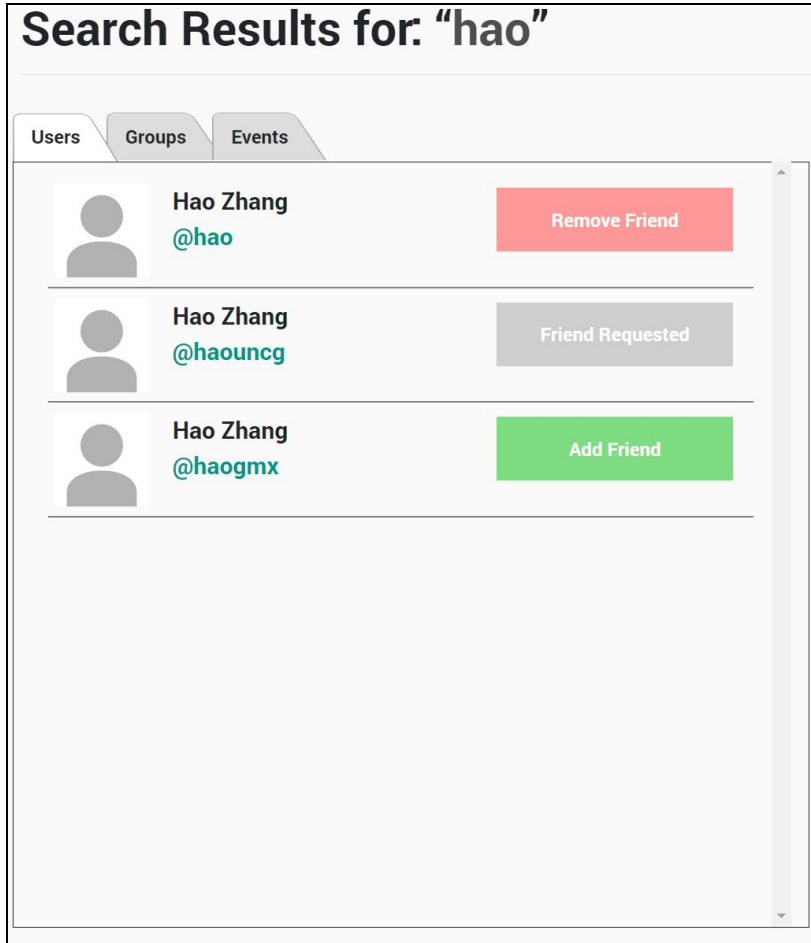 Search Results for: “hao”
Users Groups Events
Hao Zhang
@hao
Remove Friend
Hao Zhang
@haouncg
Friend Requested
Hao Zhang
@haogmx
Add Friend